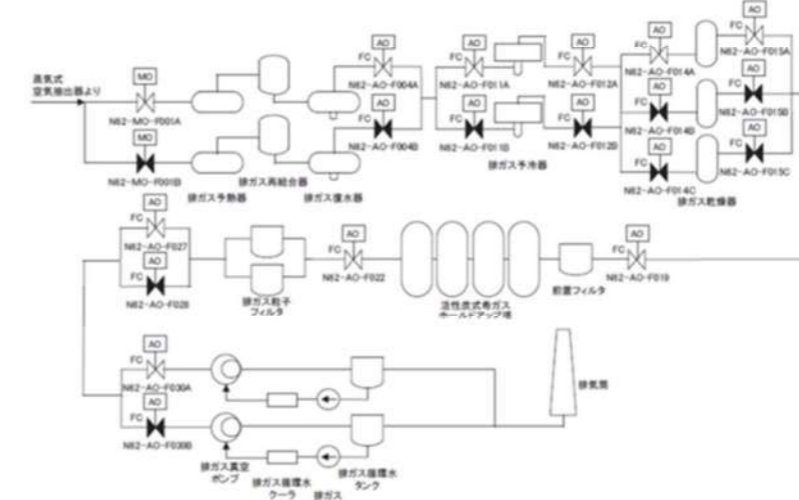 蒸気式
空気抽出器より
MO
N62-MO-F001A
MO
N62-MO-F001B
排ガス予熱器
排ガス再結合器
排ガス復水器
AO
FC
N62-AO-F004A
AO
FC
N62-AO-F004B
AO
FC
N62-AO-F011A
AO
FC
N62-AO-F011B
排ガス予冷器
AO
FC
N62-AO-F012A
AO
FC
N62-AO-F012B
AO
FC
N62-AO-F014A
AO
FC
N62-AO-F014B
AO
FC
N62-AO-F014C
排ガス乾燥器
AO
FC
N62-AO-F015A
AO
FC
N62-AO-F015B
AO
FC
N62-AO-F015C
AO
FC
N62-AO-F027
AO
FC
N62-AO-F028
排ガス粒子
フィルタ
AO
FC
N62-AO-F022
活性炭式希ガス
ホールドアップ塔
前置フィルタ
AO
FC
N62-AO-F019
AO
FC
N62-AO-F030A
AO
FC
N62-AO-F030B
排気筒
排ガス真空
ポンプ
排ガス循環水
クーラ
排ガス
排ガス循環水
タンク